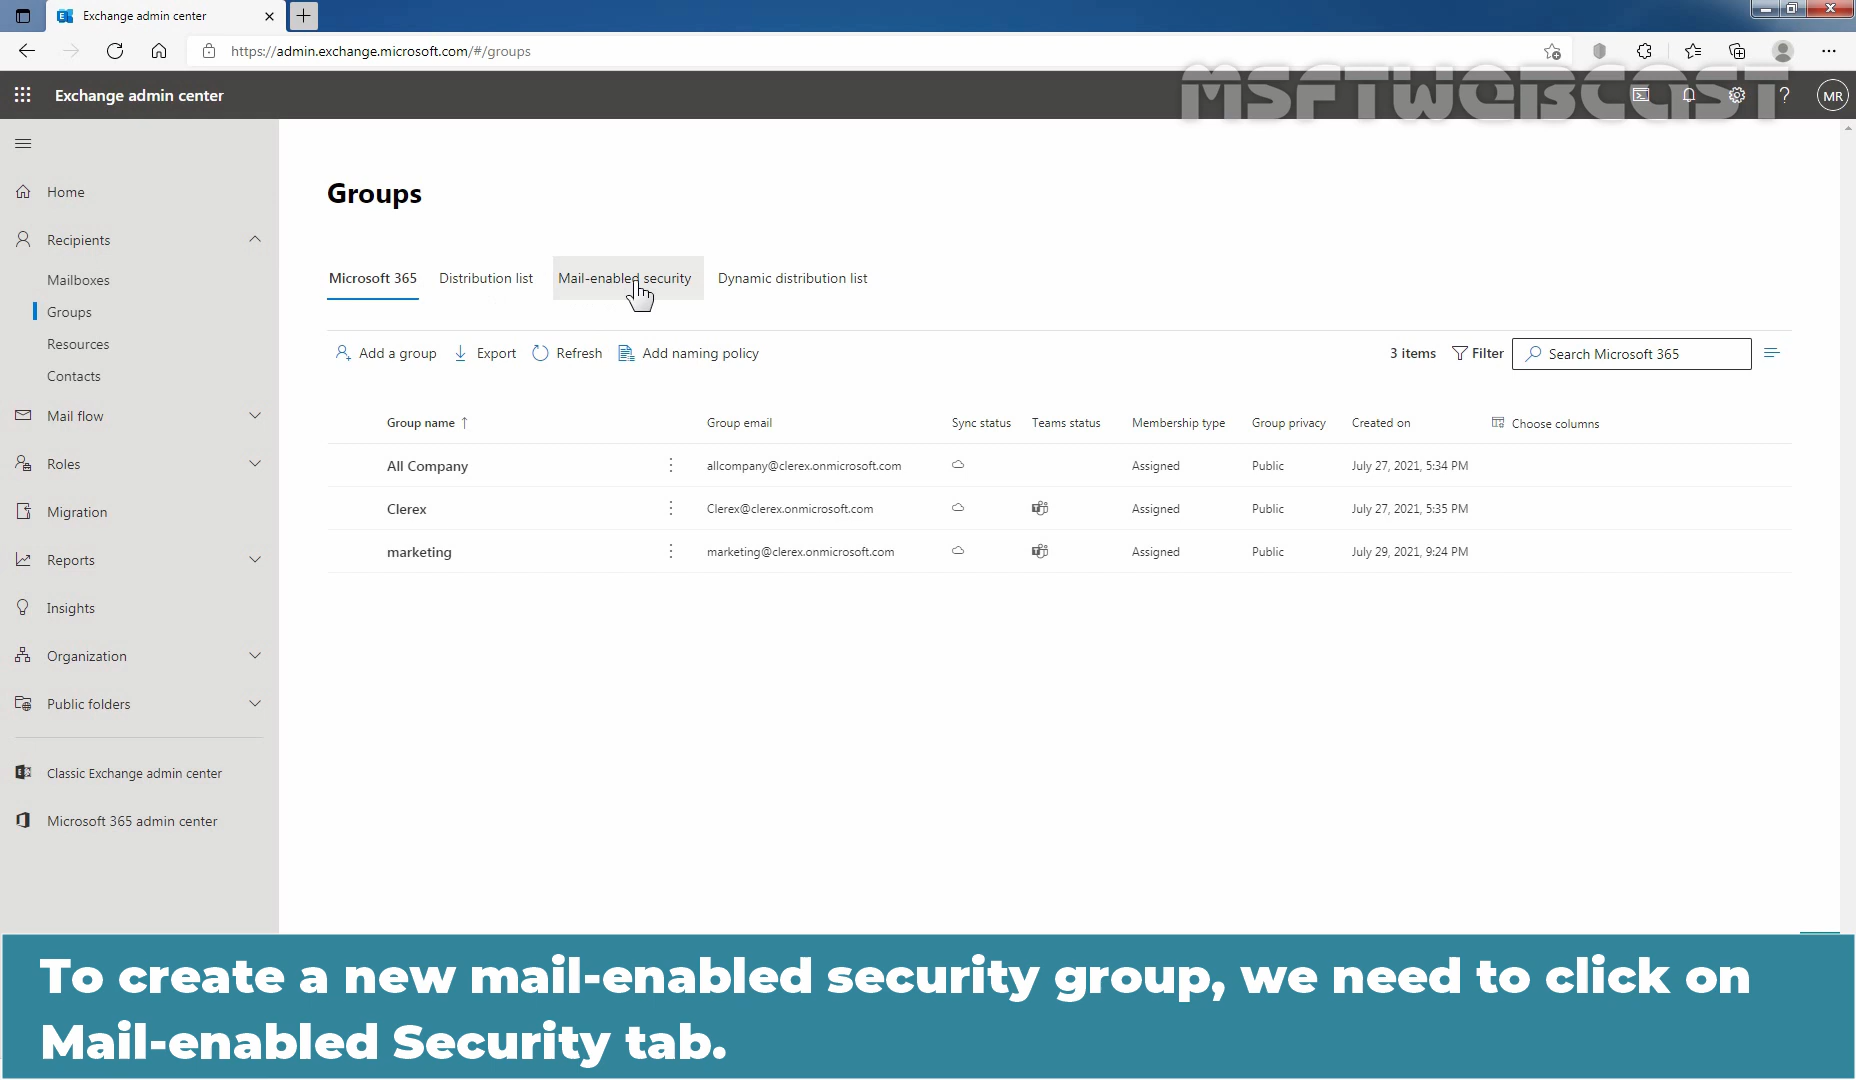 Exchange admin center
https://admin.exchange.microsoft.com/#/groups
MSFTWEBCAST
Exchange admin center
MR
Home
Recipients
Mailboxes
Groups
Resources
Contacts
Mail flow
Roles
Migration
Reports
Insights
Organization
Public folders
Classic Exchange admin center
Microsoft 365 admin center
Groups
Microsoft 365 Distribution list Mail-enabled security Dynamic distribution list
Add a group Export Refresh Add naming policy 3 items Filter Search Microsoft 365
Group name ↑ Group email Sync status Teams status Membership type Group privacy Created on Choose columns
All Company allcompany@clerex.onmicrosoft.com Assigned Public July 27, 2021, 5:34 PM
Clerex Clerex@clerex.onmicrosoft.com Assigned Public July 27, 2021, 5:35 PM
marketing marketing@clerex.onmicrosoft.com Assigned Public July 29, 2021, 9:24 PM
To create a new mail-enabled security group, we need to click on
Mail-enabled Security tab.